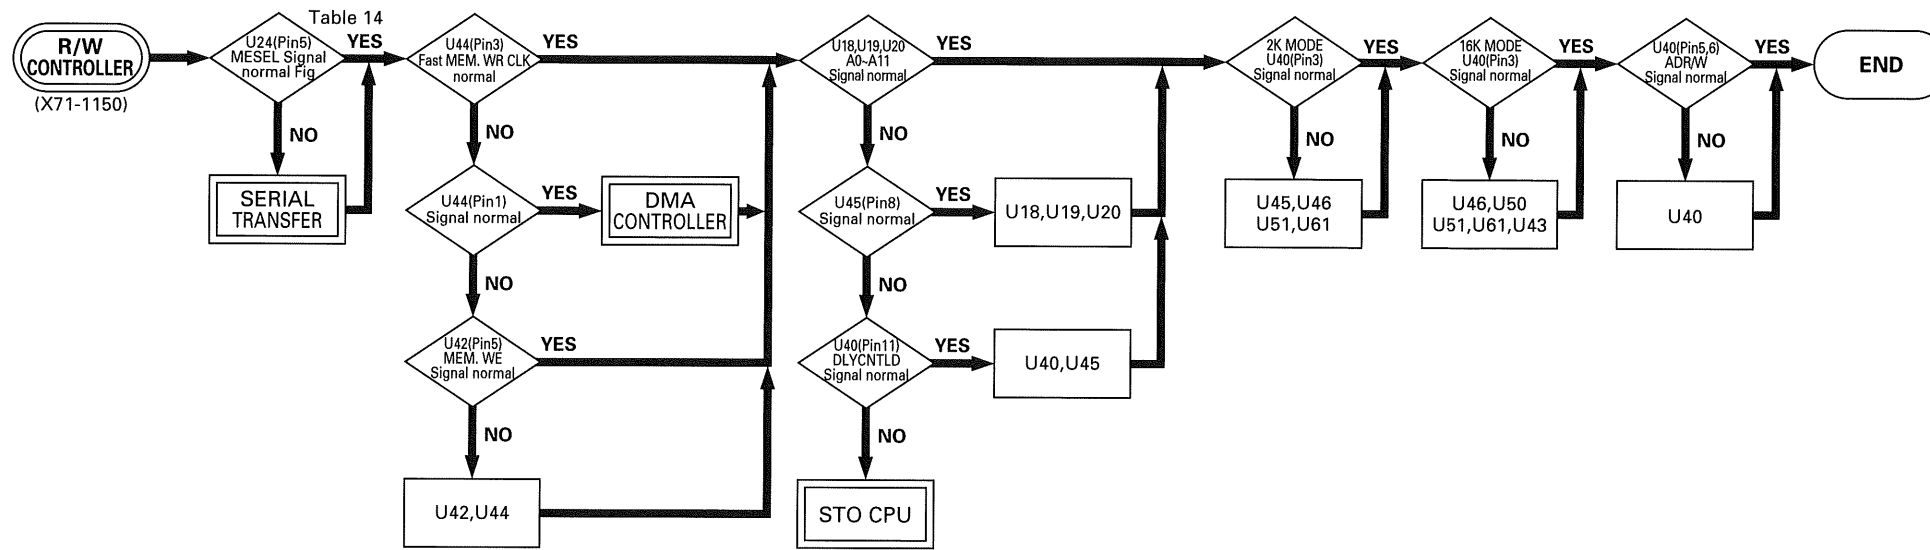 Table 14
R/W
CONTROLLER
(X71-1150)
U24(Pin5)
MESEL Signal
normal Fig
YES
NO
SERIAL
TRANSFER
U44(Pin3)
Fast MEM. WR CLK
normal
YES
NO
U44(Pin1)
Signal normal
YES
DMA
CONTROLLER
NO
U42(Pin5)
MEM. WE
Signal normal
YES
NO
U42,U44
U18,U19,U20
A0~A11
Signal normal
YES
NO
U45(Pin8)
Signal normal
YES
U18,U19,U20
NO
U40(Pin11)
DLYCNTLD
Signal normal
YES
U40,U45
NO
STO CPU
2K MODE
U40(Pin3)
Signal normal
YES
NO
U45,U46
U51,U61
16K MODE
U40(Pin3)
Signal normal
YES
NO
U46,U50
U51,U61,U43
U40(Pin5,6)
ADR/W
Signal normal
YES
NO
U40
END